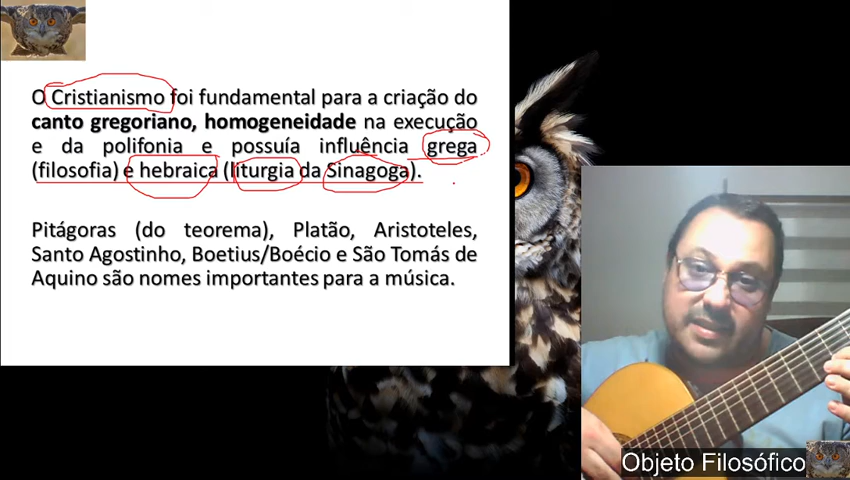 O Cristianismo foi fundamental para a criação do
canto gregoriano, homogeneidade na execução
e da polifonia e possuía influência grega
(filosofia) e hebraica (liturgia da Sinagoga).
Pitágoras (do teorema), Platão, Aristoteles,
Santo Agostinho, Boetius/Boécio e São Tomás de
Aquino são nomes importantes para a música.
Objeto Filosófico